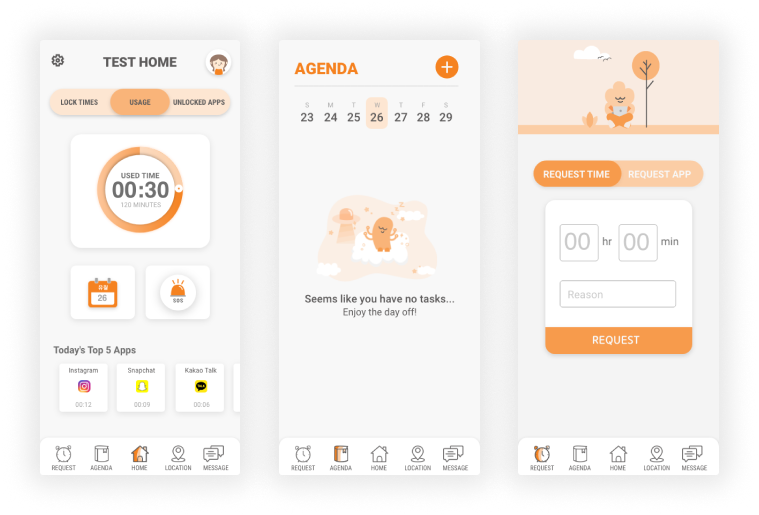 TEST HOME
LOCK TIMES
USAGE
UNLOCKED APPS
USED TIME
00:30
120 MINUTES
26
SOS
Today's Top 5 Apps
Instagram
Snapchat
Kakao Talk
TALK
00:12
00:09
00:06
REQUEST
AGENDA
HOME
LOCATION
MESSAGE
AGENDA
S M T W T F S
23 24 25 26 27 28 29
Seems like you have no tasks...
Enjoy the day off!
REQUEST
AGENDA
HOME
LOCATION
MESSAGE
REQUEST TIME
REQUEST APP
00 hr 00 min
Reason
REQUEST
REQUEST
AGENDA
HOME
LOCATION
MESSAGE